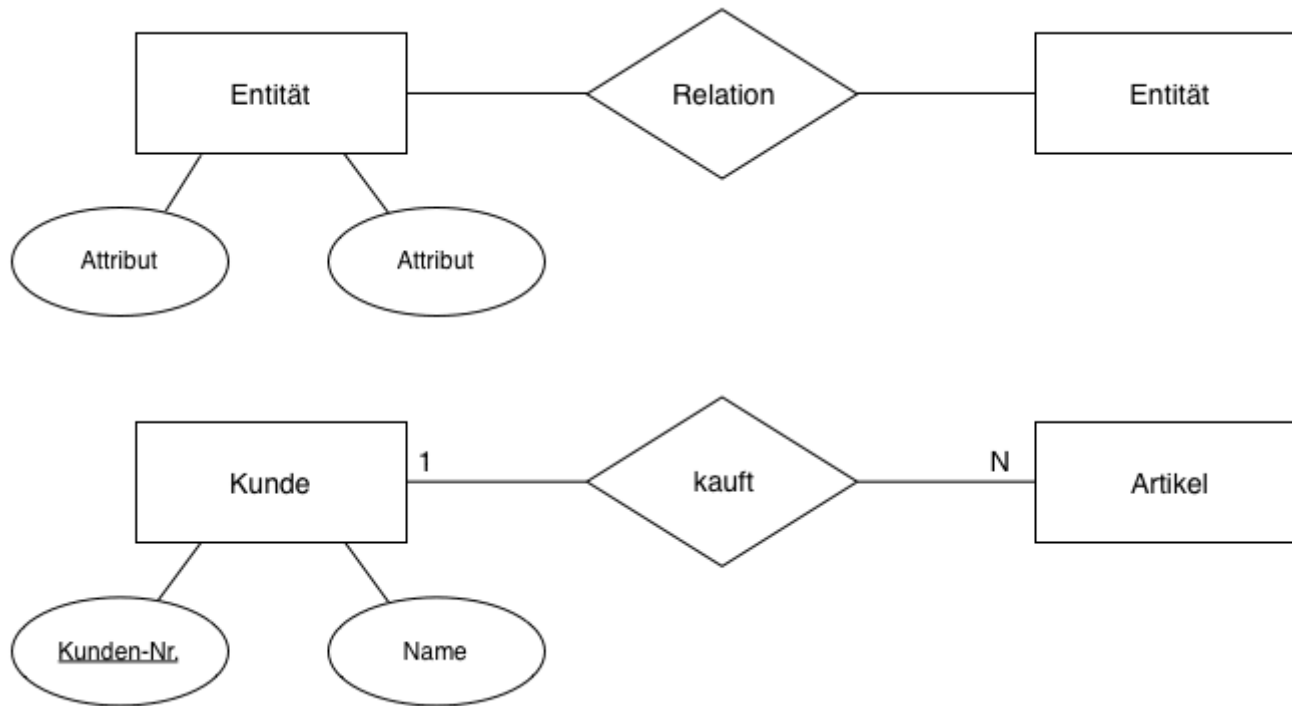 Entität
Relation
Entität
Attribut
Attribut
Kunde
1
kauft
N
Artikel
Kunden-Nr.
Name